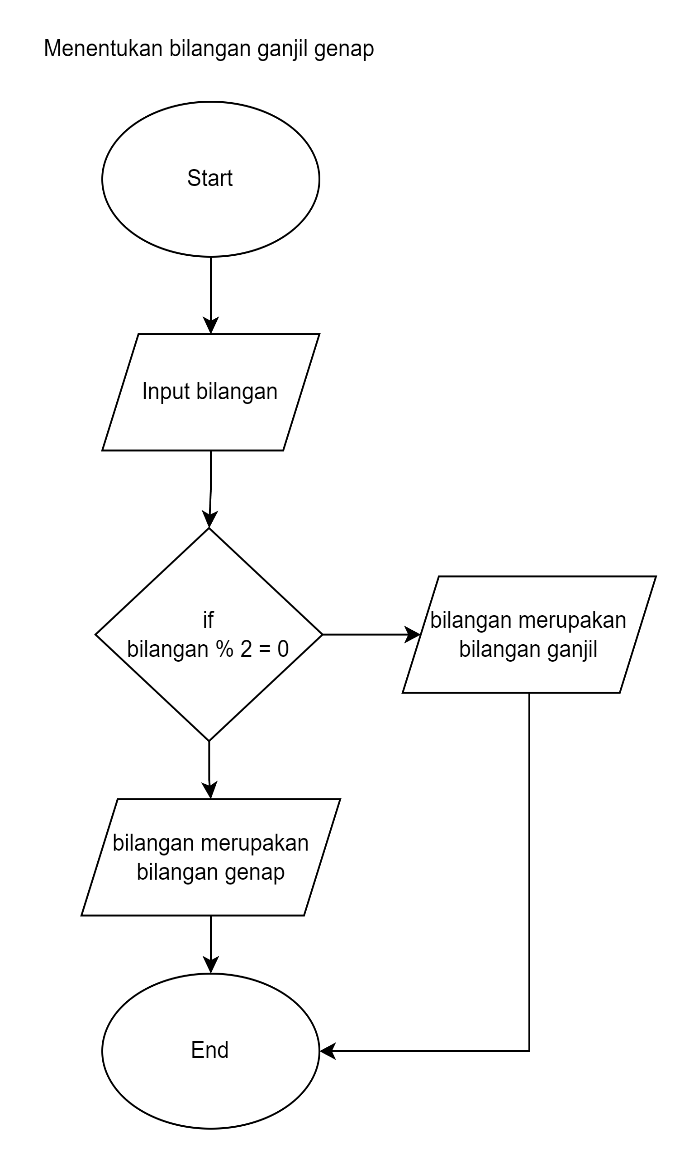 Menentukan bilangan ganjil genap
Start
Input bilangan
if
bilangan % 2 = 0
bilangan merupakan
bilangan ganjil
bilangan merupakan
bilangan genap
End